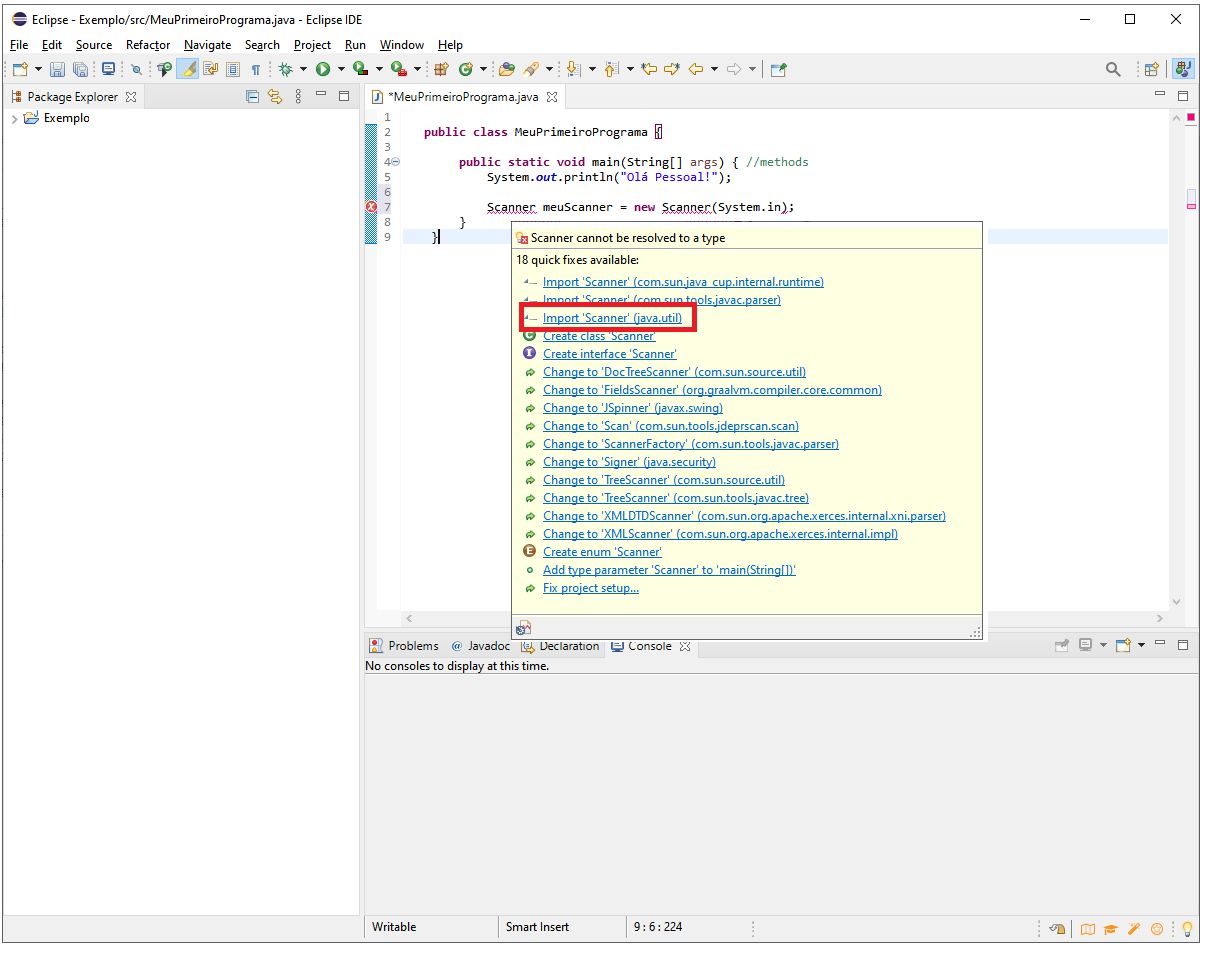 Eclipse - Exemplo/src/MeuPrimeiroPrograma.java - Eclipse IDE
File Edit Source Refactor Navigate Search Project Run Window Help
Package Explorer
Exemplo
*MeuPrimeiroPrograma.java
1
2 public class MeuPrimeiroPrograma {
3
4 public static void main(String[] args) { //methods
5 System.out.println("Olá Pessoal!");
6
7 Scanner meuScanner = new Scanner(System.in);
8 }
9 }
Scanner cannot be resolved to a type
18 quick fixes available:
Import 'Scanner' (com.sun.java_cup.internal.runtime)
Import 'Scanner' (com.sun.tools.javac.parser)
Import 'Scanner' (java.util)
Create class 'Scanner'
Create interface 'Scanner'
Change to 'DocTreeScanner' (com.sun.source.util)
Change to 'FieldsScanner' (org.graalvm.compiler.core.common)
Change to 'JSpinner' (javax.swing)
Change to 'Scan' (com.sun.tools.jdeprscan.scan)
Change to 'ScannerFactory' (com.sun.tools.javac.parser)
Change to 'Signer' (java.security)
Change to 'TreeScanner' (com.sun.source.util)
Change to 'TreeScanner' (com.sun.tools.javac.tree)
Change to 'XMLDTDScanner' (com.sun.org.apache.xerces.internal.xni.parser)
Change to 'XMLScanner' (com.sun.org.apache.xerces.internal.impl)
Create enum 'Scanner'
Add type parameter 'Scanner' to 'main(String[])'
Fix project setup...
Problems @ Javadoc Declaration Console
No consoles to display at this time.
Writable Smart Insert 9 : 6 : 224